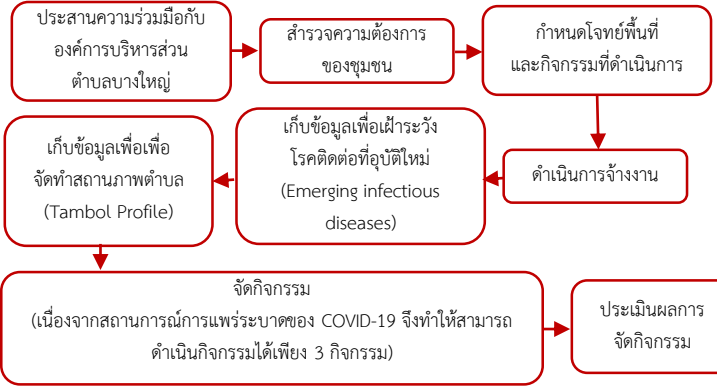 ประสานความร่วมมือกับ
องค์การบริหารส่วน
ตำบลบางใหญ่
สำรวจความต้องการ
ของชุมชน
กำหนดโจทย์พื้นที่
และกิจกรรมที่ดำเนินการ
ดำเนินการจ้างงาน
เก็บข้อมูลเพื่อเฝ้าระวัง
โรคติดต่อที่อุบัติใหม่
(Emerging infectious
diseases)
เก็บข้อมูลเพื่อเพื่อ
จัดทำสถานภาพตำบล
(Tambol Profile)
จัดกิจกรรม
(เนื่องจากสถานการณ์การแพร่ระบาดของ COVID-19 จึงทำให้สามารถ
ดำเนินกิจกรรมได้เพียง 3 กิจกรรม)
ประเมินผลการ
จัดกิจกรรม